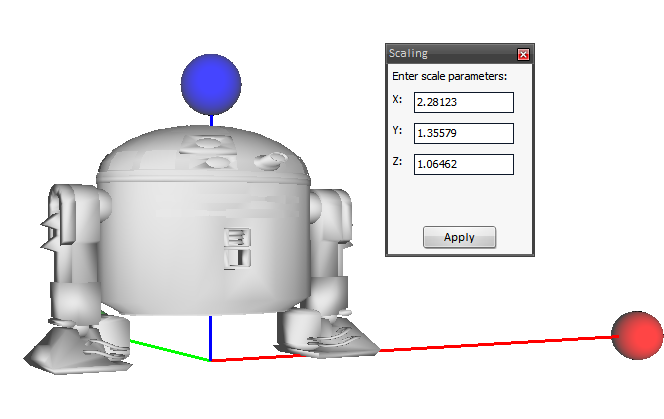 Scaling
Enter scale parameters:
X: 2.28123
Y: 1.35579
Z: 1.06462
Apply